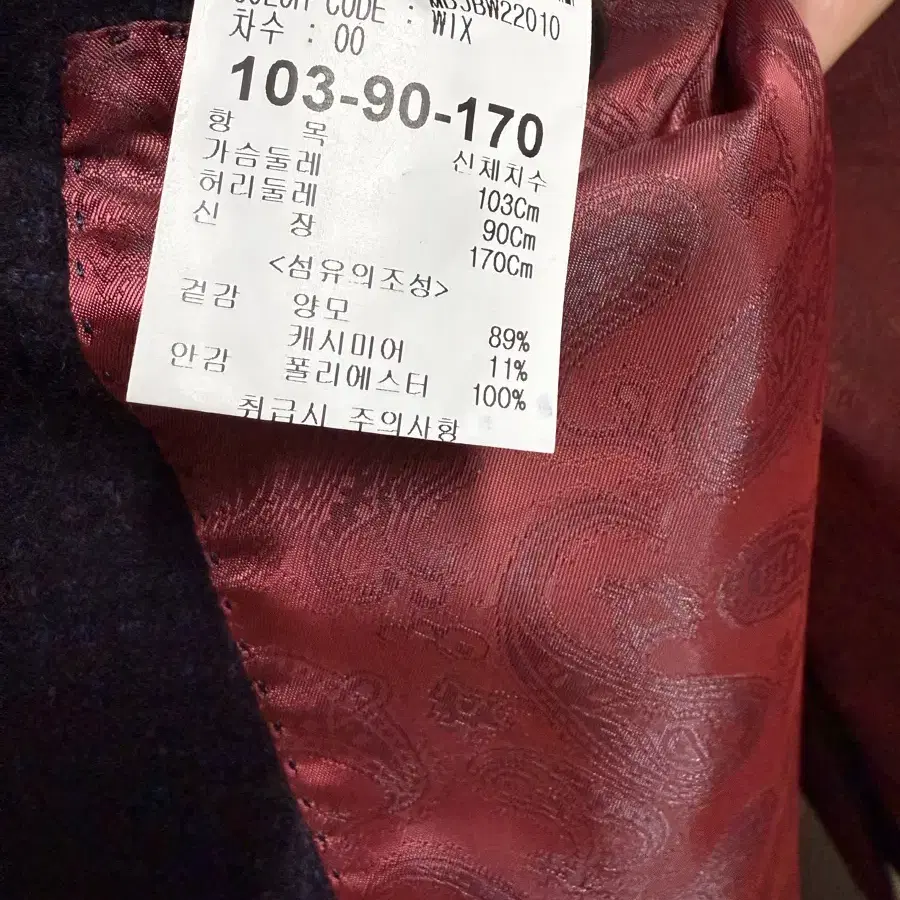 CODE : BW22010
차수 : 00 WIX
103-90-170
항 목 신체치수
가슴둘레 103Cm
허리둘레 90Cm
신 장 170Cm
<섬유의조성>
겉감 양모 89%
캐시미어 11%
안감 폴리에스터 100%
취급시 주의사항